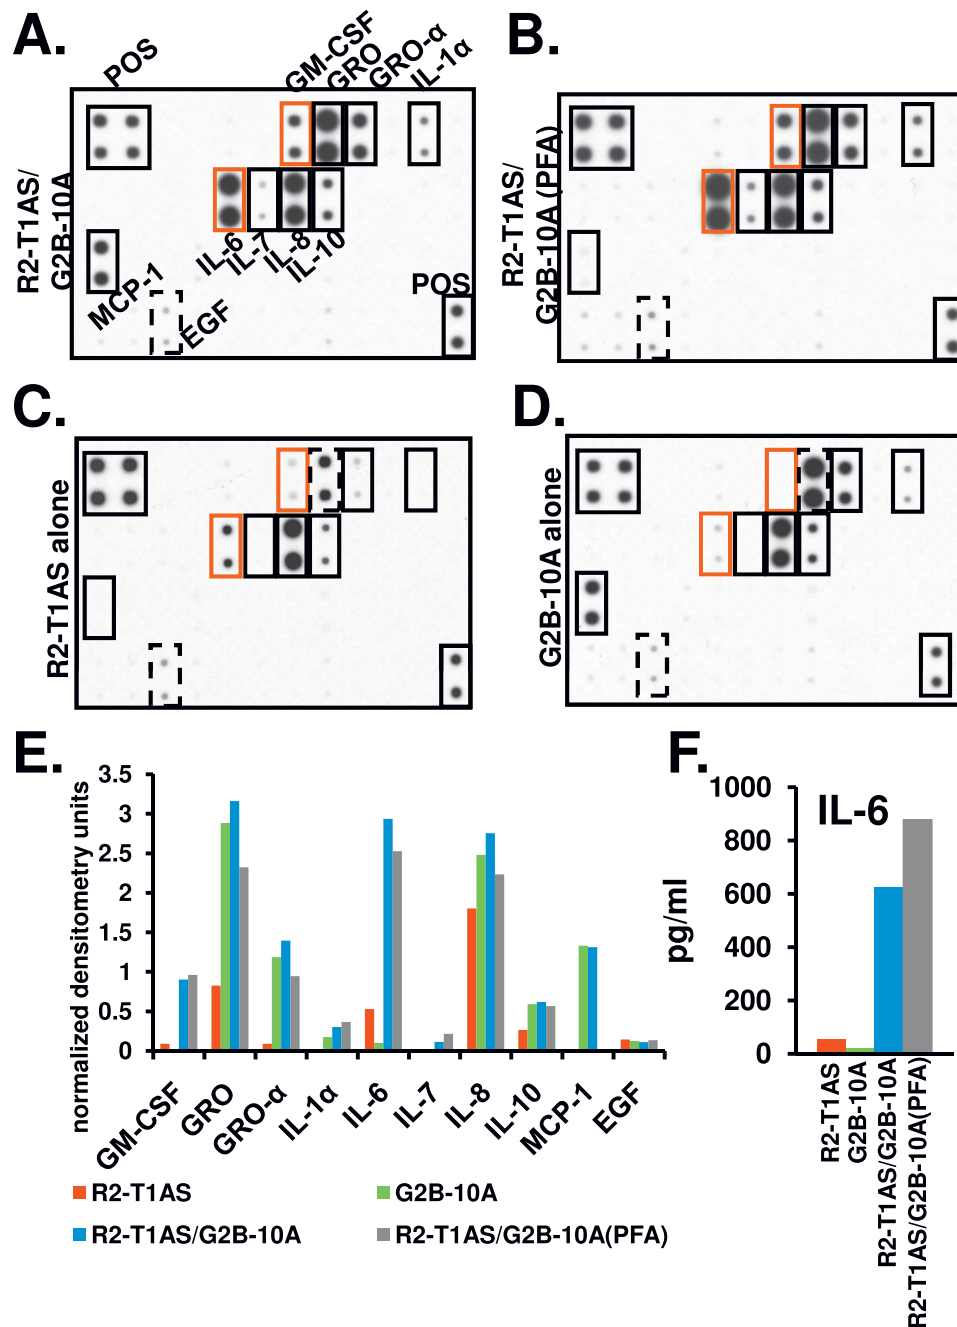 A.
POS
GM-CSF
GRO
GRO-α
IL-1α
R2-T1AS/
G2B-10A
IL-6
IL-7
IL-8
IL-10
MCP-1
EGF
POS
B.
R2-T1AS/
G2B-10A (PFA)
C.
R2-T1AS alone
D.
G2B-10A alone
E.
normalized densitometry units
3.5
3
2.5
2
1.5
1
0.5
0
GM-CSF
GRO
GRO-α
IL-1α
IL-6
IL-7
IL-8
IL-10
MCP-1
EGF
R2-T1AS
G2B-10A
R2-T1AS/G2B-10A
R2-T1AS/G2B-10A(PFA)
F.
IL-6
pg/ml
1000
800
600
400
200
0
R2-T1AS
G2B-10A
R2-T1AS/G2B-10A
R2-T1AS/G2B-10A(PFA)